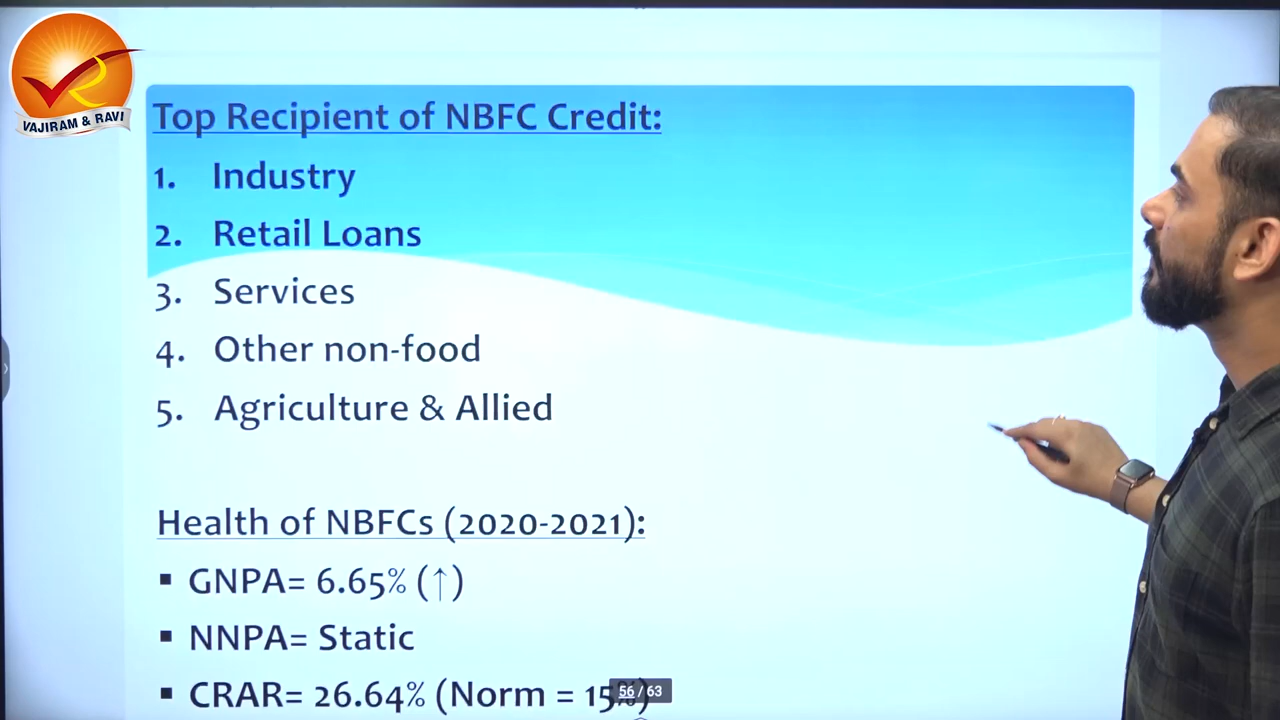 VAJIRAM & RAVI
Top Recipient of NBFC Credit:
1. Industry
2. Retail Loans
3. Services
4. Other non-food
5. Agriculture & Allied
Health of NBFCs (2020-2021):
▪ GNPA= 6.65% (↑)
▪ NNPA= Static
▪ CRAR= 26.64% (Norm = 15%)
56 / 63